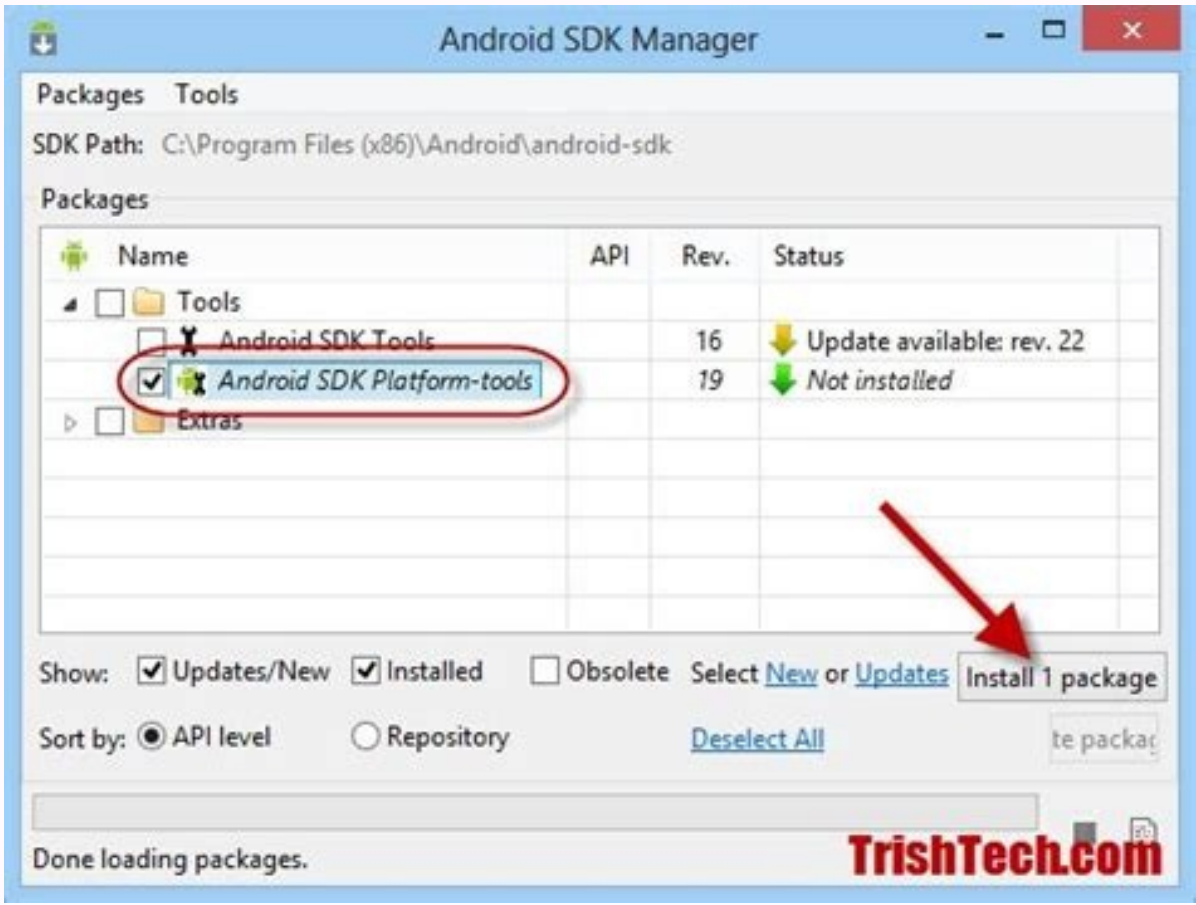 Android SDK Manager
Packages Tools
SDK Path: C:\Program Files (x86)\Android\android-sdk
Packages
Name API Rev. Status
Tools
Android SDK Tools 16 Update available: rev. 22
Android SDK Platform-tools 19 Not installed
Extras
Show: Updates/New Installed Obsolete Select New or Updates Install 1 package
Sort by: API level Repository Deselect All te packag
Done loading packages.
TrishTech.com